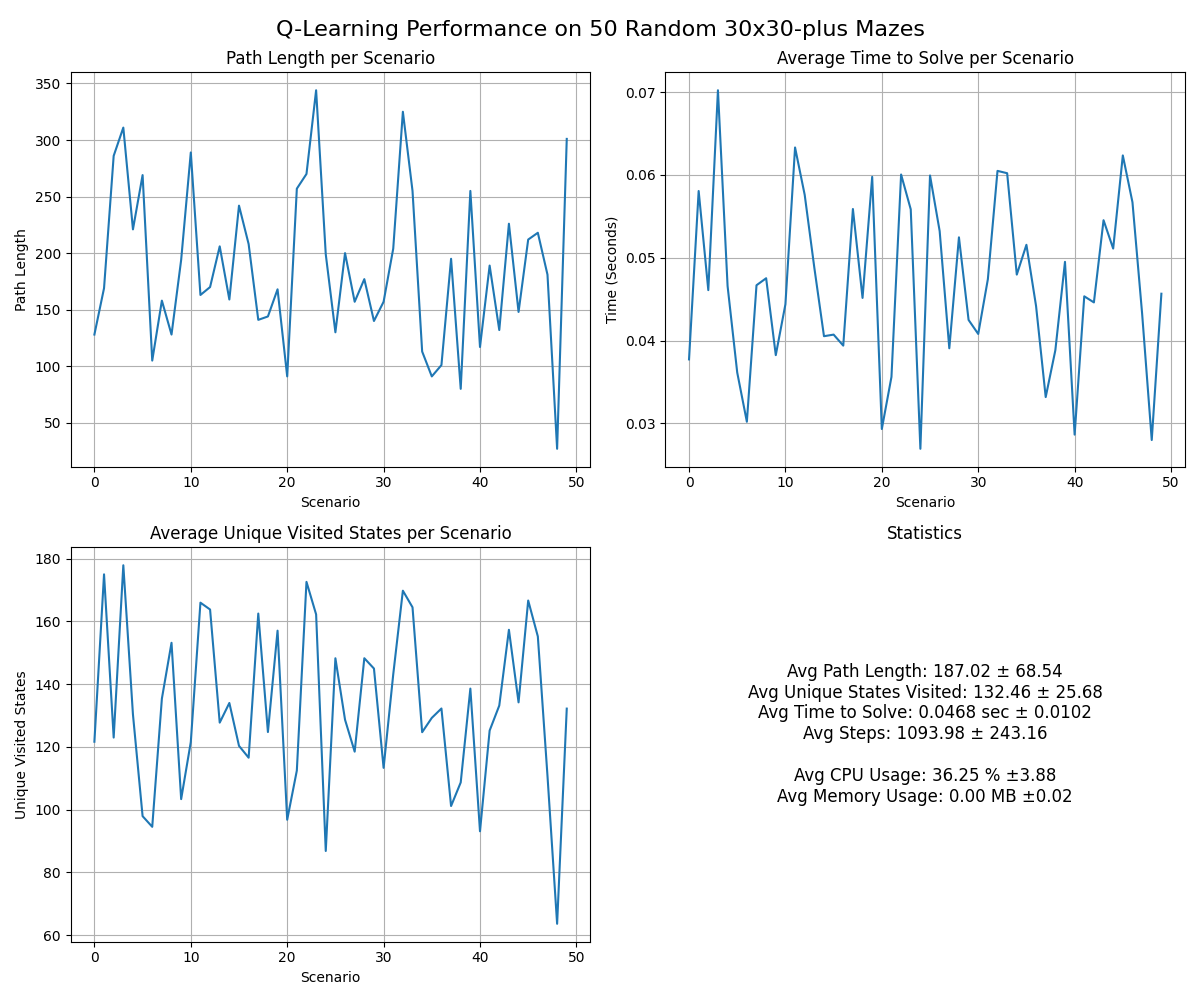 Q-Learning Performance on 50 Random 30x30-plus Mazes
Path Length per Scenario
350
300
250
200
150
100
50
Path Length
0
10
20
30
40
50
Scenario
Average Time to Solve per Scenario
0.07
0.06
0.05
0.04
0.03
Time (Seconds)
0
10
20
30
40
50
Scenario
Average Unique Visited States per Scenario
180
160
140
120
100
80
60
Unique Visited States
0
10
20
30
40
50
Scenario
Statistics
Avg Path Length: 187.02 ± 68.54
Avg Unique States Visited: 132.46 ± 25.68
Avg Time to Solve: 0.0468 sec ± 0.0102
Avg Steps: 1093.98 ± 243.16
Avg CPU Usage: 36.25 % ±3.88
Avg Memory Usage: 0.00 MB ±0.02